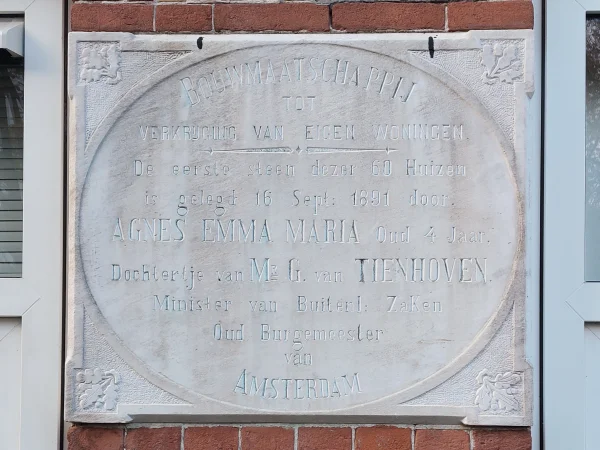 BOUWMAATSCHAPPIJ
TOT
VERKRIJGING VAN EIGEN WONINGEN.
De eerste steen dezer 60 Huizen
is gelegd 16 Sept: 1891 door.
AGNES EMMA MARIA Oud 4 Jaar.
Dochtertje van Mr G. van TIENHOVEN.
Minister van Buitenl: Zaken
Oud Burgemeester
van
AMSTERDAM